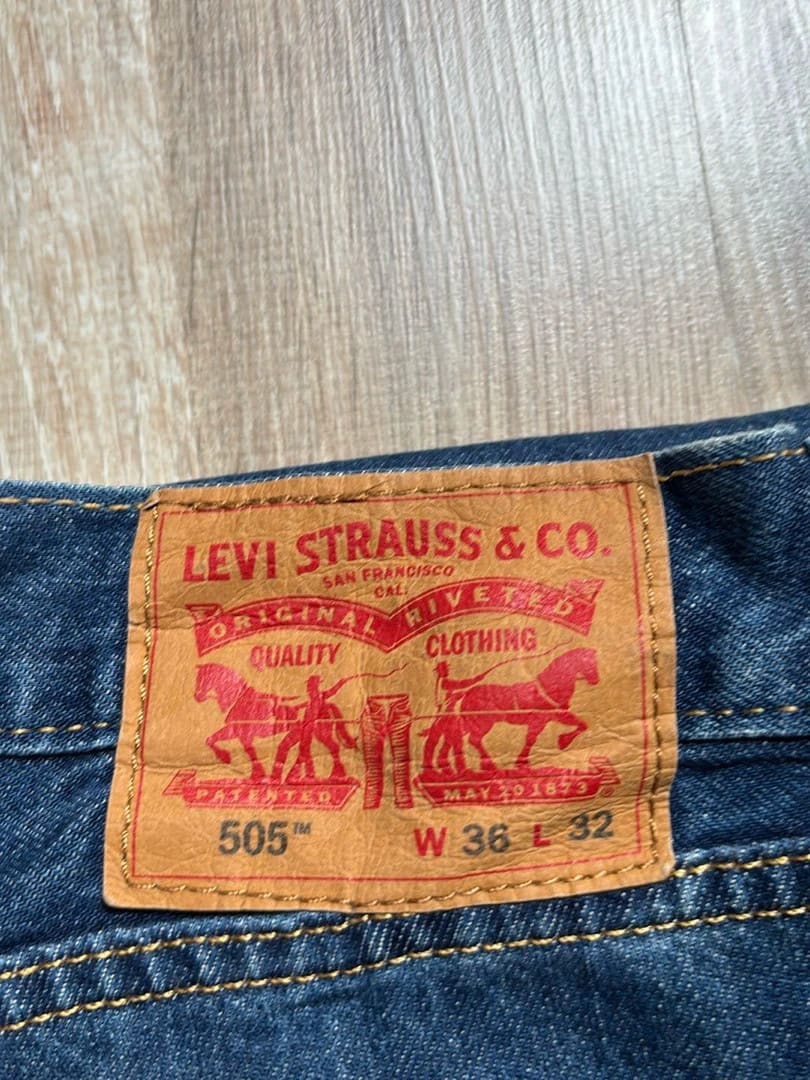 LEVI STRAUSS & CO.
SAN FRANCISCO
CAL.
ORIGINAL RIVETED
QUALITY CLOTHING
PATENTED MAY 20 1873
505™ W 36 L 32